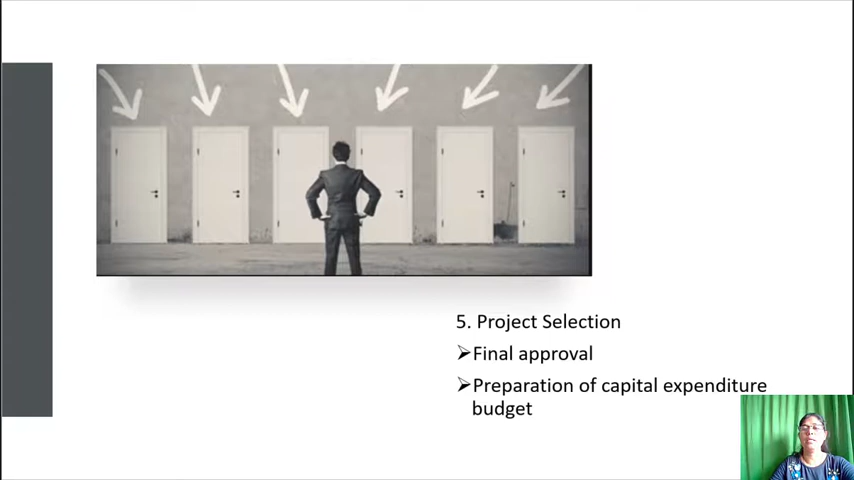 5. Project Selection
➢Final approval
➢Preparation of capital expenditure
budget